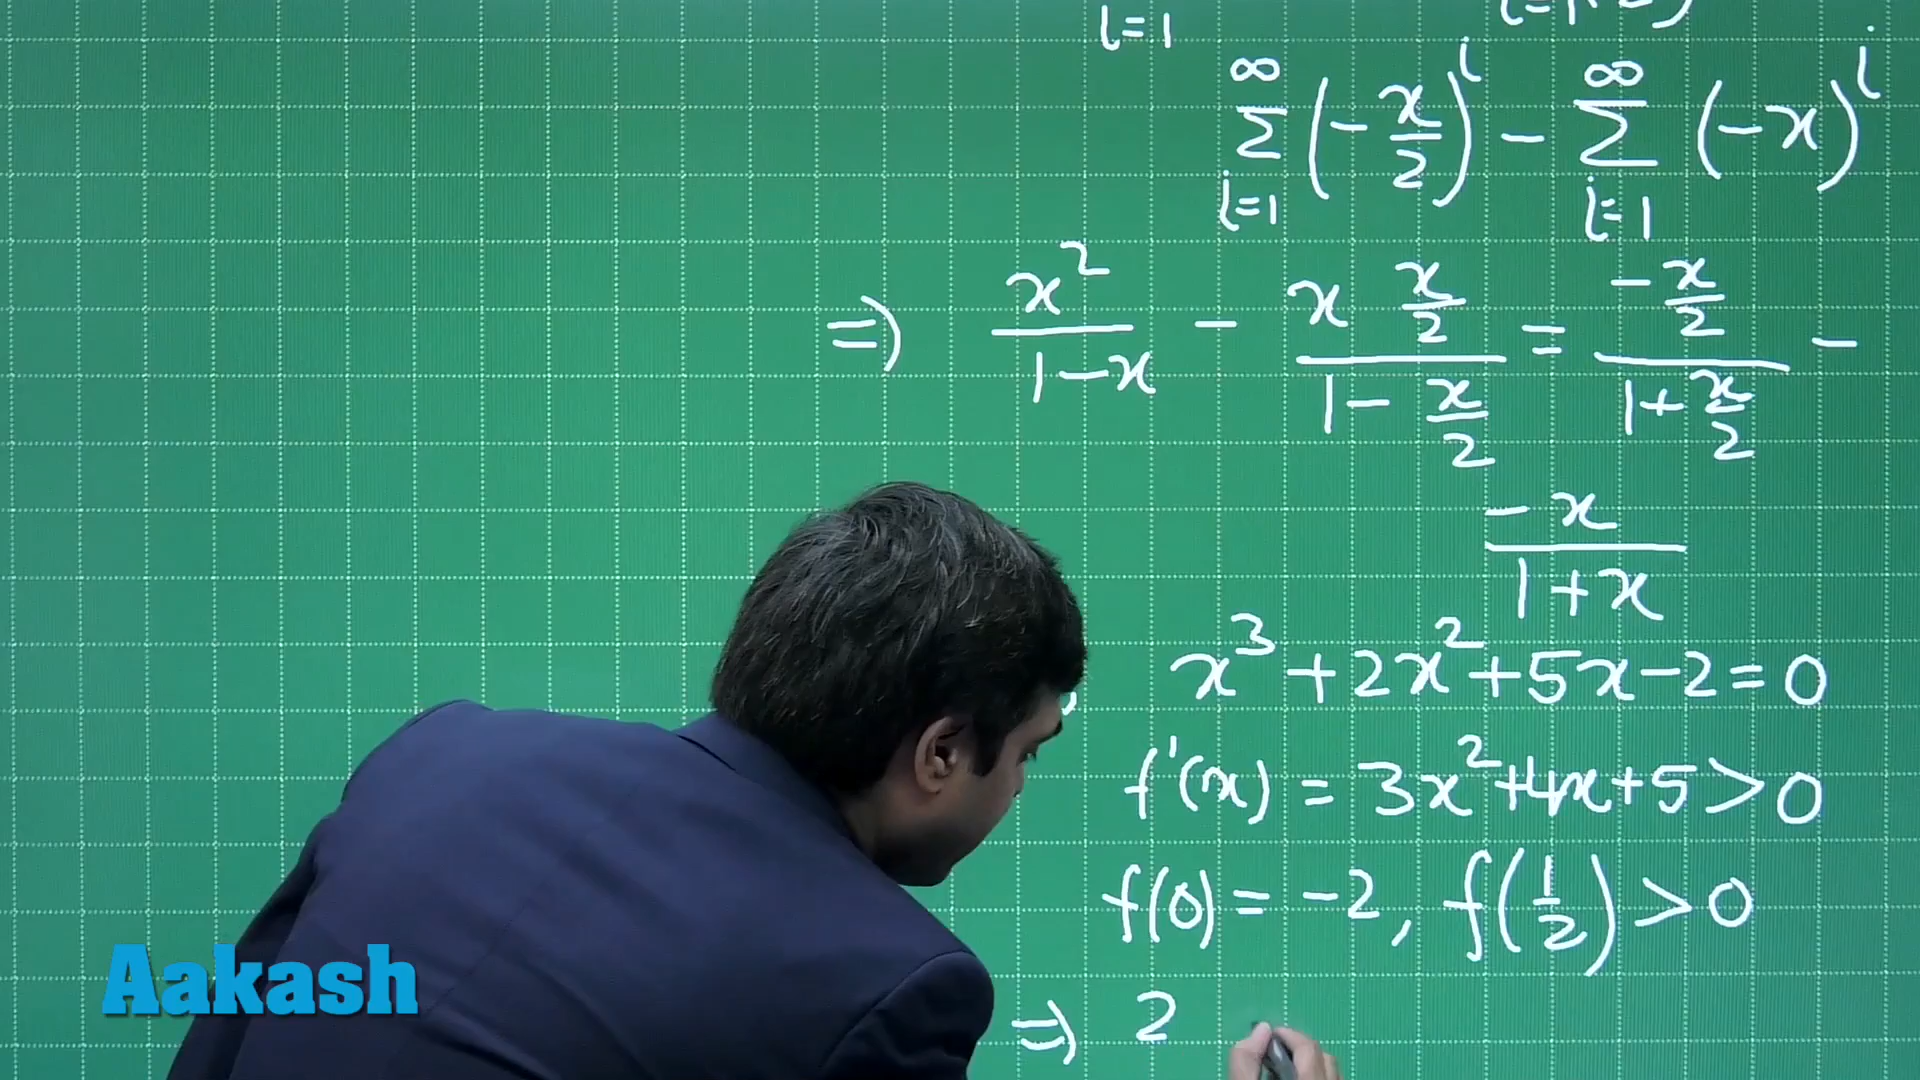 i=1
∞ Σ i=1 (-x/2)^i - ∞ Σ i=1 (-x)^i
⇒ x²/(1-x) - (x x/2)/(1-x/2) = (-x/2)/(1+x/2) -
-x/(1+x)
x³+2x²+5x-2=0
f'(x) = 3x²+4x+5>0
f(0) = -2, f(1/2)>0
⇒ 2
Aakash